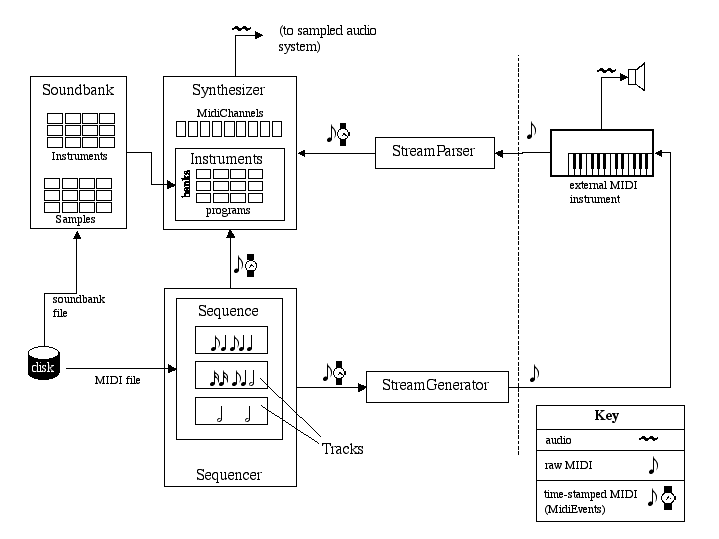 (to sampled audio
system)
Soundbank
Instruments
Samples
Synthesizer
MidiChannels
Instruments
banks
programs
StreamParser
external MIDI
instrument
soundbank
file
disk
MIDI file
Sequence
Tracks
Sequencer
StreamGenerator
Key
audio
raw MIDI
time-stamped MIDI
(MidiEvents)